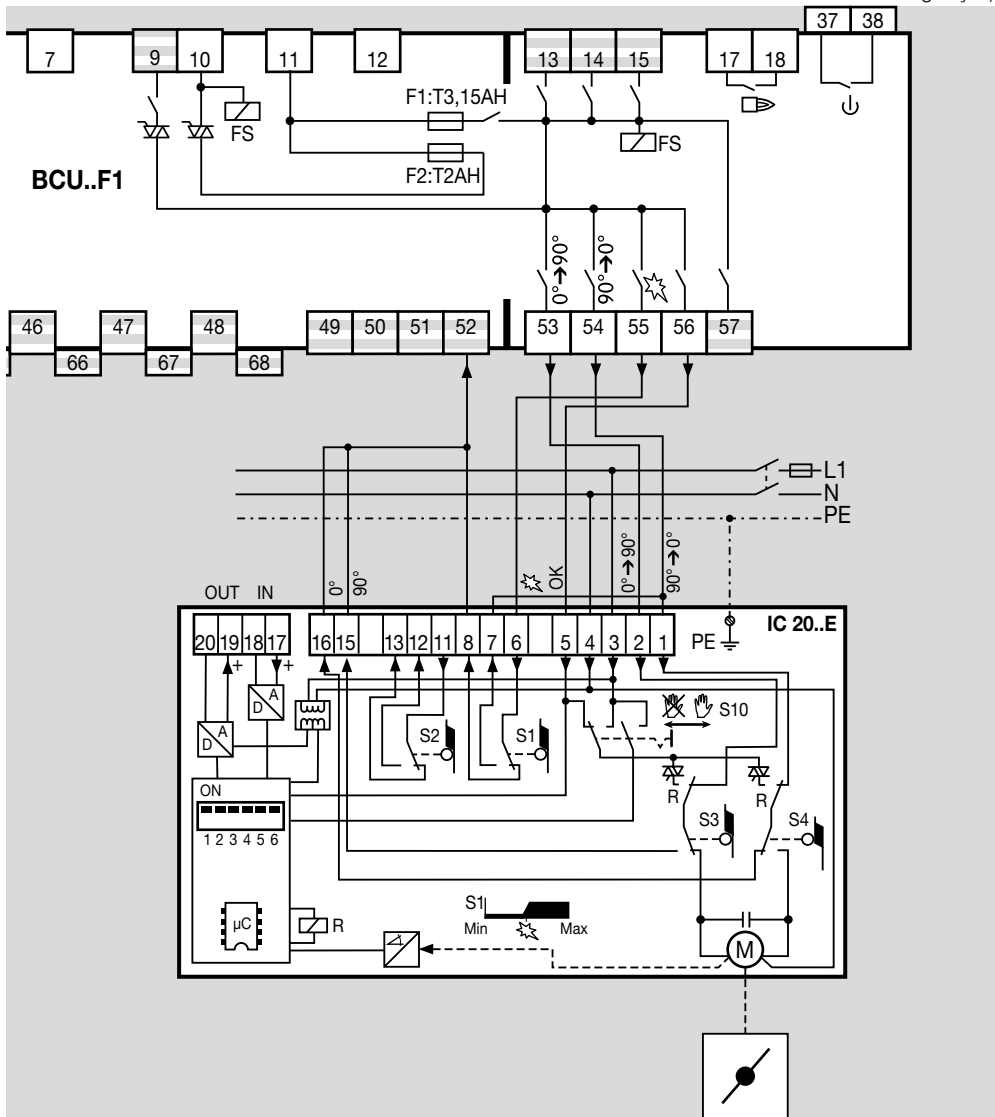 37 38
7 9 10 11 12 13 14 15 17 18
F1:T3,15AH
FS
FS
F2:T2AH
BCU..F1
0°➔90°
90°➔0°
46 47 48 49 50 51 52 53 54 55 56 57
66 67 68
L1
N
PE
0°
90°
OK
0°➔90°
90°➔0°
OUT IN
20 19 18 17 16 15 13 12 11 8 7 6 5 4 3 2 1
PE
IC 20..E
+ +
A
D
A
D
S2
S1
S10
ON
1 2 3 4 5 6
R
R
S3
S4
µC
R
S1
Min
Max
M